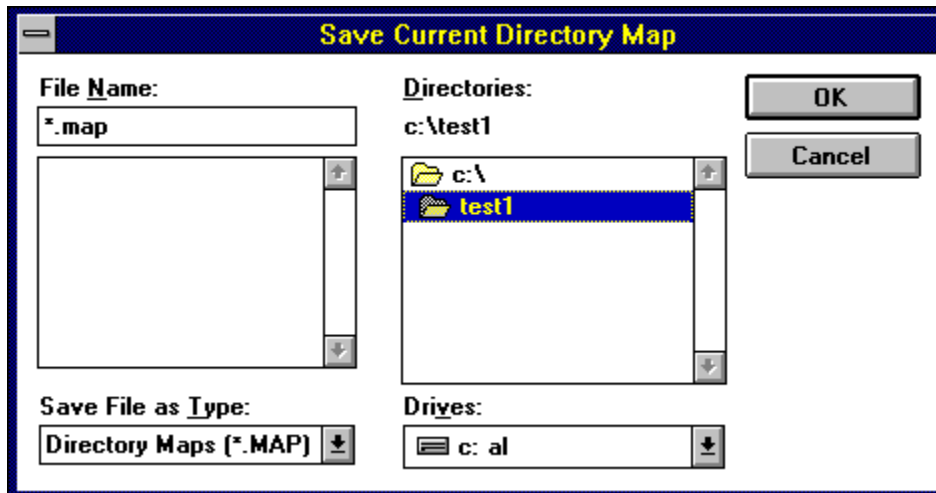 Save Current Directory Map
File Name:
*.map
Directories:
c:\test1
c:\
test1
OK
Cancel
Save File as Type:
Directory Maps (*.MAP)
Drives:
c: al